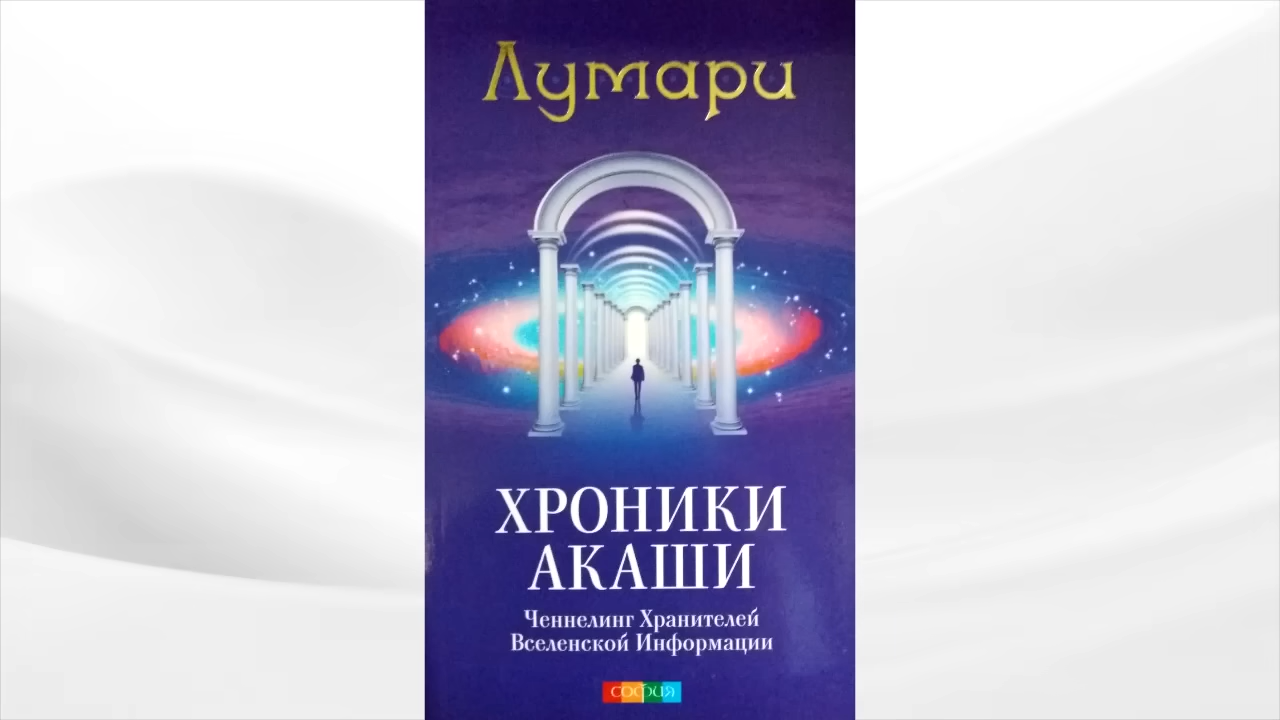 Лумари
ХРОНИКИ
АКАШИ
Ченнелинг Хранителей
Вселенской Информации
СОФИЯ